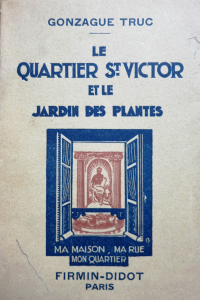 GONZAGUE TRUC
LE
QUARTIER ST VICTOR
ET LE
JARDIN DES PLANTES
MA MAISON, MA RUE
MON QUARTIER
FIRMIN-DIDOT
PARIS